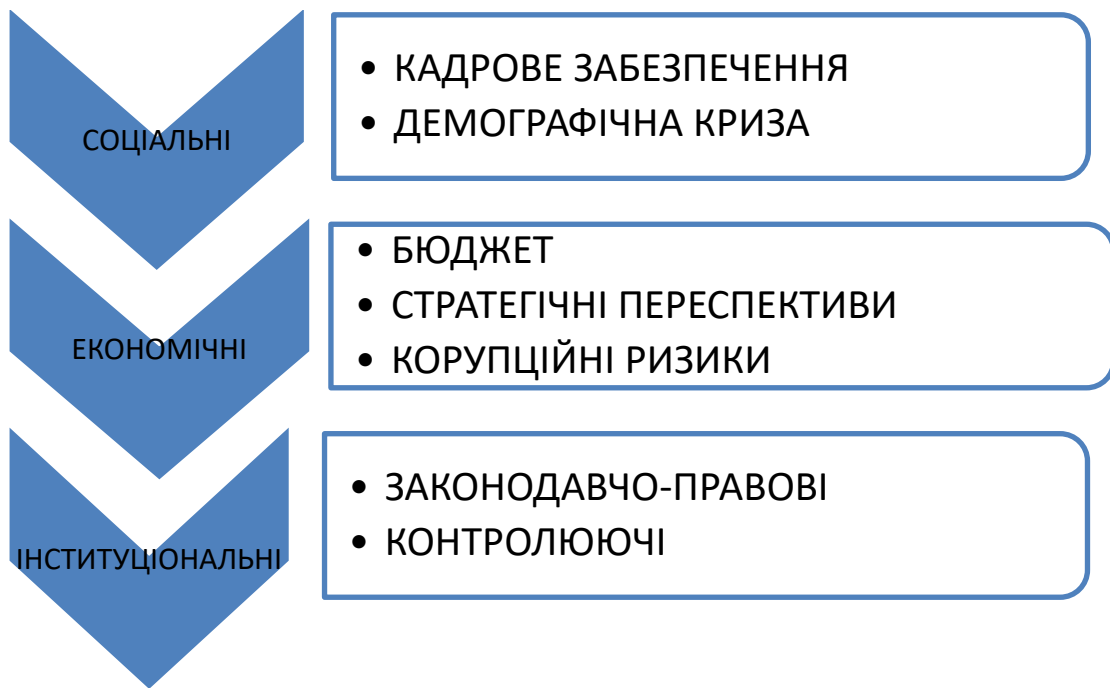 СОЦІАЛЬНІ
• КАДРОВЕ ЗАБЕЗПЕЧЕННЯ
• ДЕМОГРАФІЧНА КРИЗА
ЕКОНОМІЧНІ
• БЮДЖЕТ
• СТРАТЕГІЧНІ ПЕРЕСПЕКТИВИ
• КОРУПЦІЙНІ РИЗИКИ
ІНСТИТУЦІОНАЛЬНІ
• ЗАКОНОДАВЧО-ПРАВОВІ
• КОНТРОЛЮЮЧІ